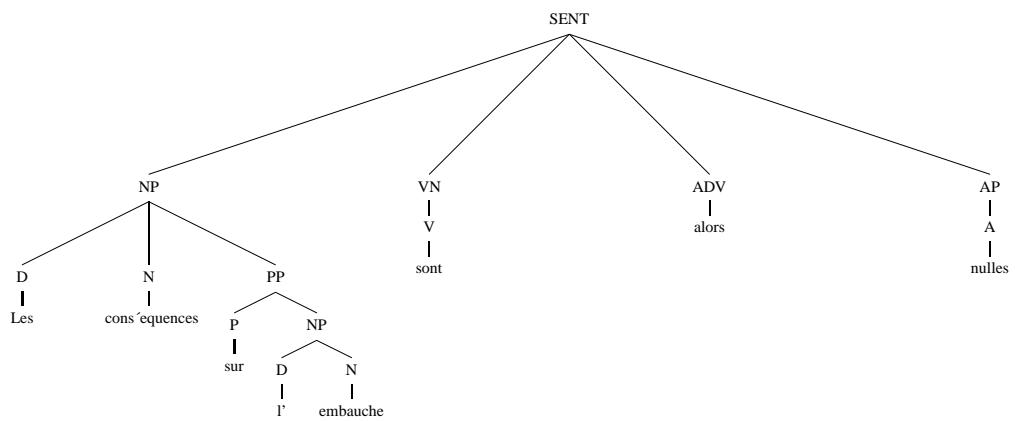 SENT
NP VN ADV AP
V alors A
D N PP sont nulles
Les cons´equences P NP
sur D N
l’ embauche